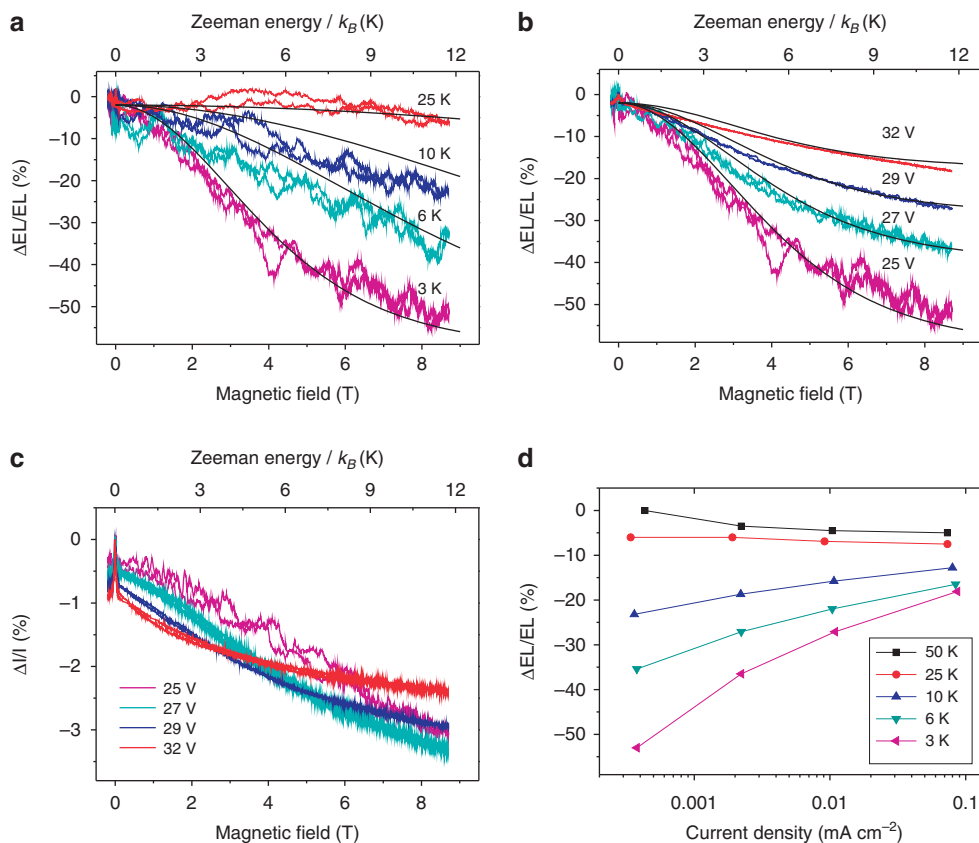 a
Zeeman energy / k_B (K)
0 3 6 9 12
0
–10
–20
–30
–40
–50
ΔEL/EL (%)
25 K
10 K
6 K
3 K
0 2 4 6 8
Magnetic field (T)
b
Zeeman energy / k_B (K)
0 3 6 9 12
0
–10
–20
–30
–40
–50
ΔEL/EL (%)
32 V
29 V
27 V
25 V
0 2 4 6 8
Magnetic field (T)
c
Zeeman energy / k_B (K)
0 3 6 9 12
0
–1
–2
–3
ΔI/I (%)
25 V
27 V
29 V
32 V
0 2 4 6 8
Magnetic field (T)
d
0
–10
–20
–30
–40
–50
ΔEL/EL (%)
50 K
25 K
10 K
6 K
3 K
0.001 0.01 0.1
Current density (mA cm⁻²)